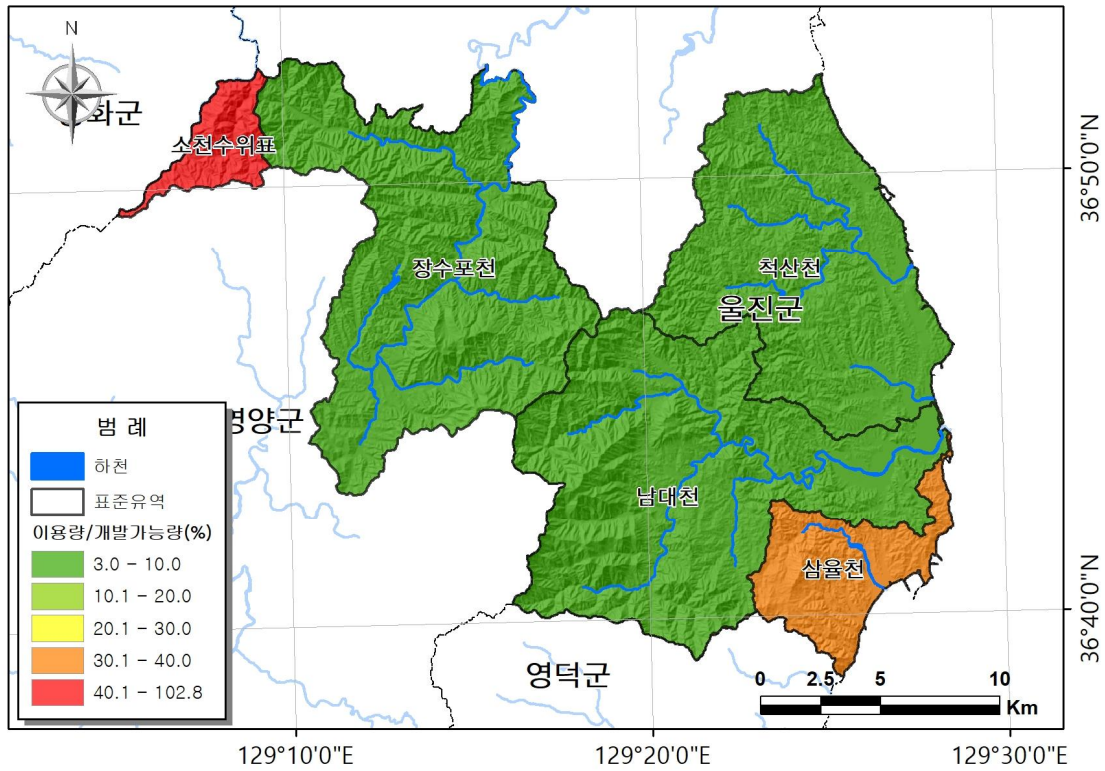 N
화군
소천수위표
36°50'0"N
장수포천
척산천
울진군
영양군
범 례
하천
표준유역
이용량/개발가능량(%)
3.0 - 10.0
10.1 - 20.0
20.1 - 30.0
30.1 - 40.0
40.1 - 102.8
남대천
삼율천
36°40'0"N
영덕군
0 2.5 5 10
Km
129°10'0"E 129°20'0"E 129°30'0"E